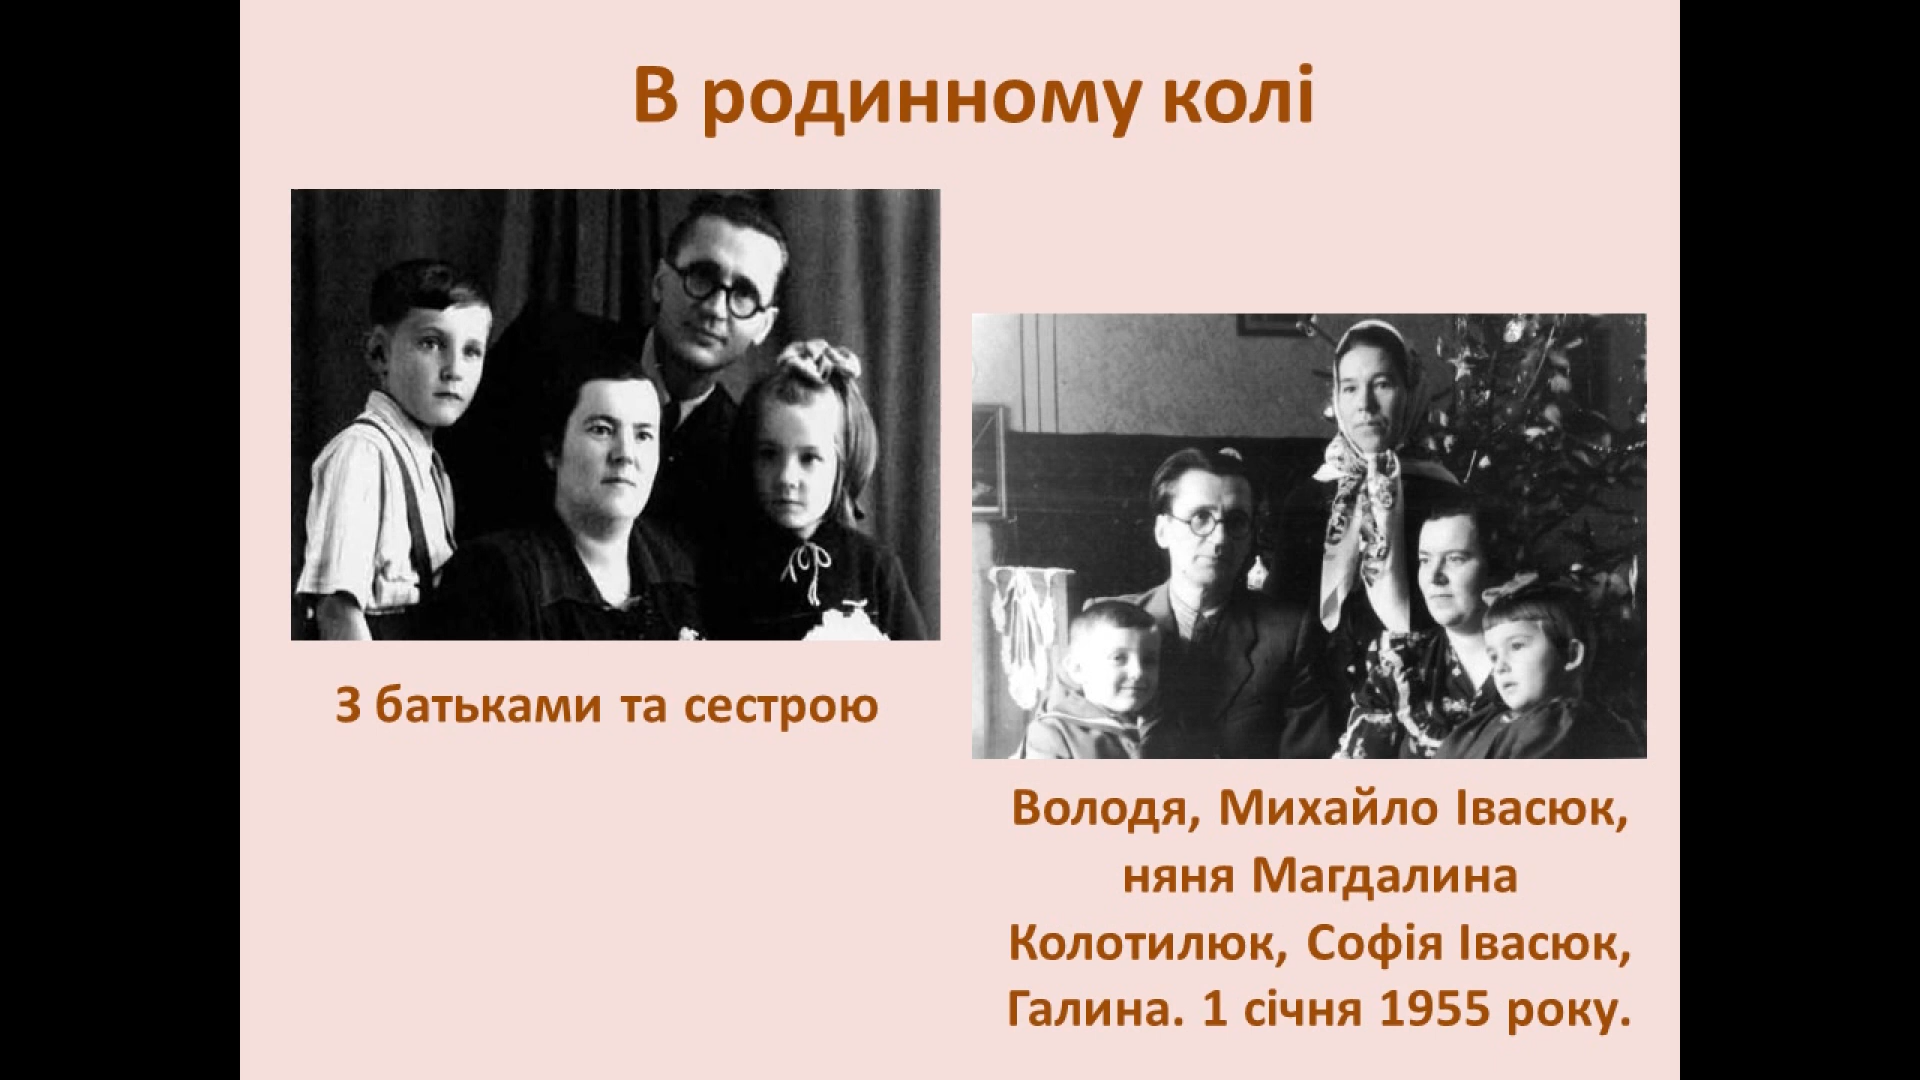 В родинному колі
З батьками та сестрою
Володя, Михайло Івасюк,
няня Магдалина
Колотилюк, Софія Івасюк,
Галина. 1 січня 1955 року.